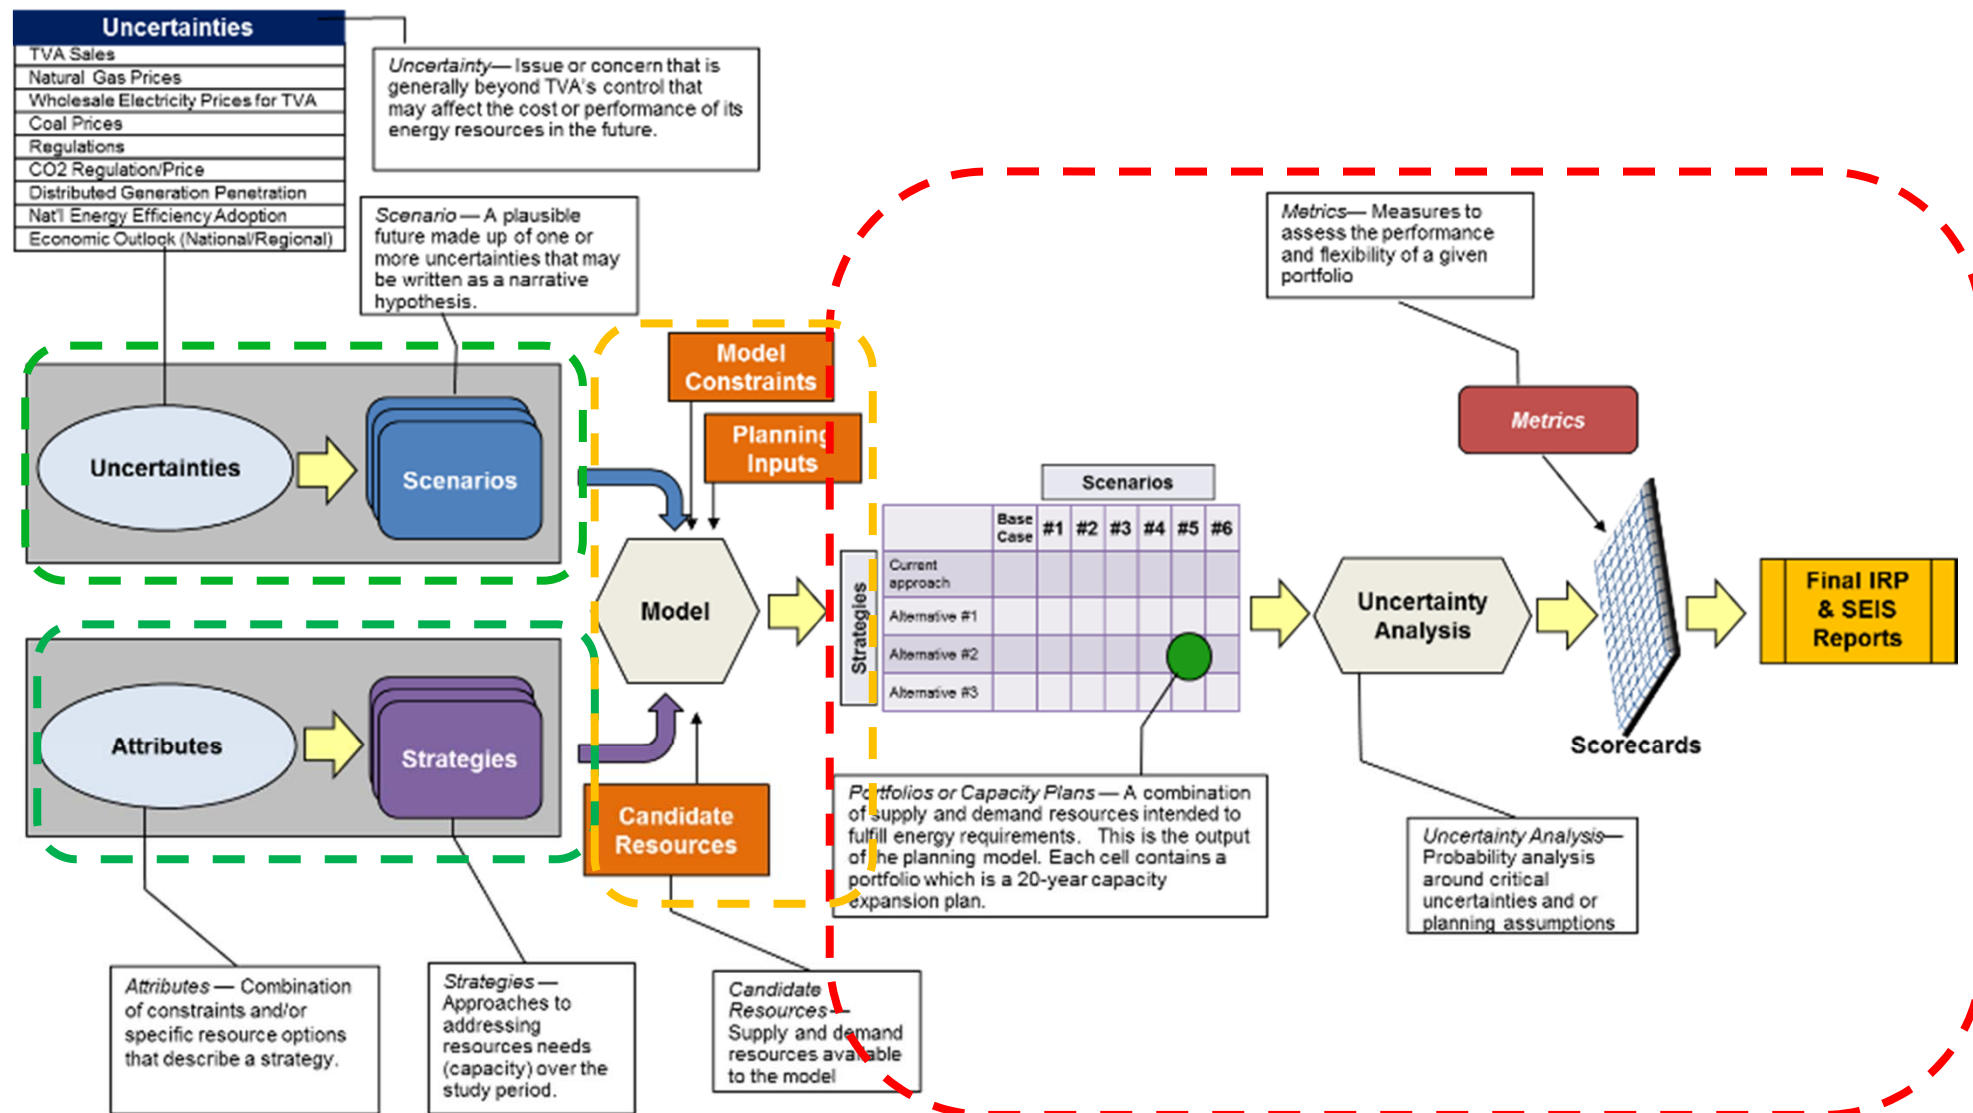 Uncertainties
TVA Sales
Natural Gas Prices
Wholesale Electricity Prices for TVA
Coal Prices
Regulations
CO2 Regulation/Price
Distributed Generation Penetration
Nat'l Energy Efficiency Adoption
Economic Outlook (National/Regional)
Uncertainty— Issue or concern that is
generally beyond TVA's control that
may affect the cost or performance of its
energy resources in the future.
Scenario — A plausible
future made up of one or
more uncertainties that may
be written as a narrative
hypothesis.
Metrics— Measures to
assess the performance
and flexibility of a given
portfolio
Model
Constraints
Planning
Inputs
Metrics
Uncertainties
Scenarios
Scenarios
Base
Case
#1
#2
#3
#4
#5
#6
Strategies
Current
approach
Alternative #1
Alternative #2
Alternative #3
Model
Uncertainty
Analysis
Scorecards
Final IRP
& SEIS
Reports
Attributes
Strategies
Candidate
Resources
Portfolios or Capacity Plans — A combination
of supply and demand resources intended to
fulfill energy requirements. This is the output
of the planning model. Each cell contains a
portfolio which is a 20-year capacity
expansion plan.
Uncertainty Analysis—
Probability analysis
around critical
uncertainties and or
planning assumptions
Attributes — Combination
of constraints and/or
specific resource options
that describe a strategy.
Strategies —
Approaches to
addressing
resources needs
(capacity) over the
study period.
Candidate
Resources—
Supply and demand
resources available
to the model